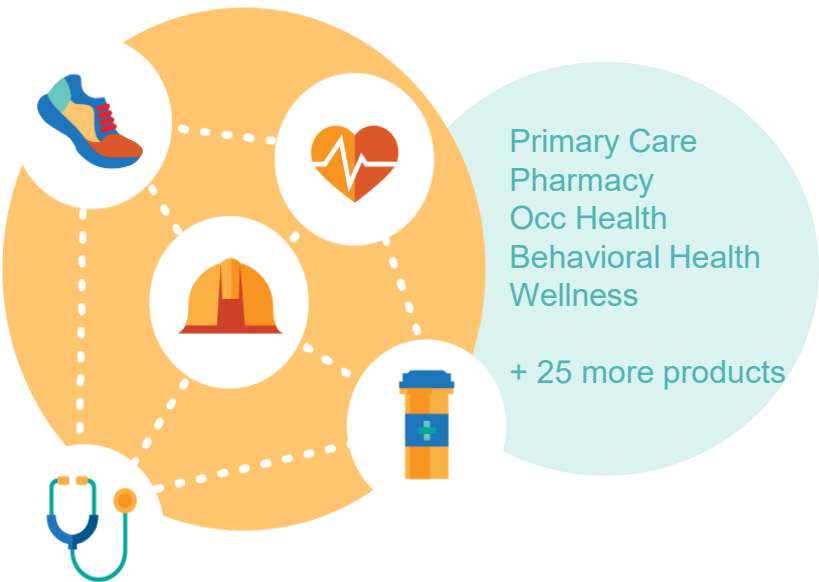 Primary Care
Pharmacy
Occ Health
Behavioral Health
Wellness
+ 25 more products